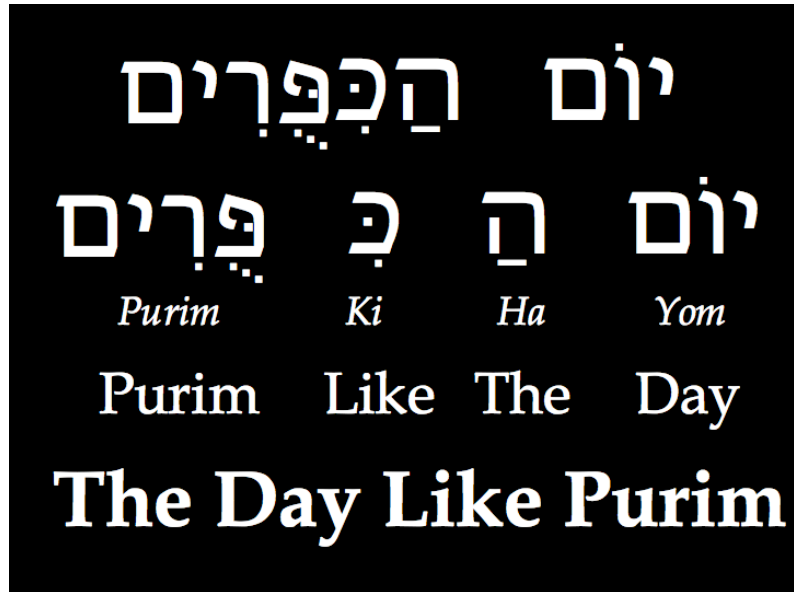 יוֹם הַכִּפֻּרִים
יוֹם הַ כִּ פֻּרִים
Purim Ki Ha Yom
Purim Like The Day
The Day Like Purim